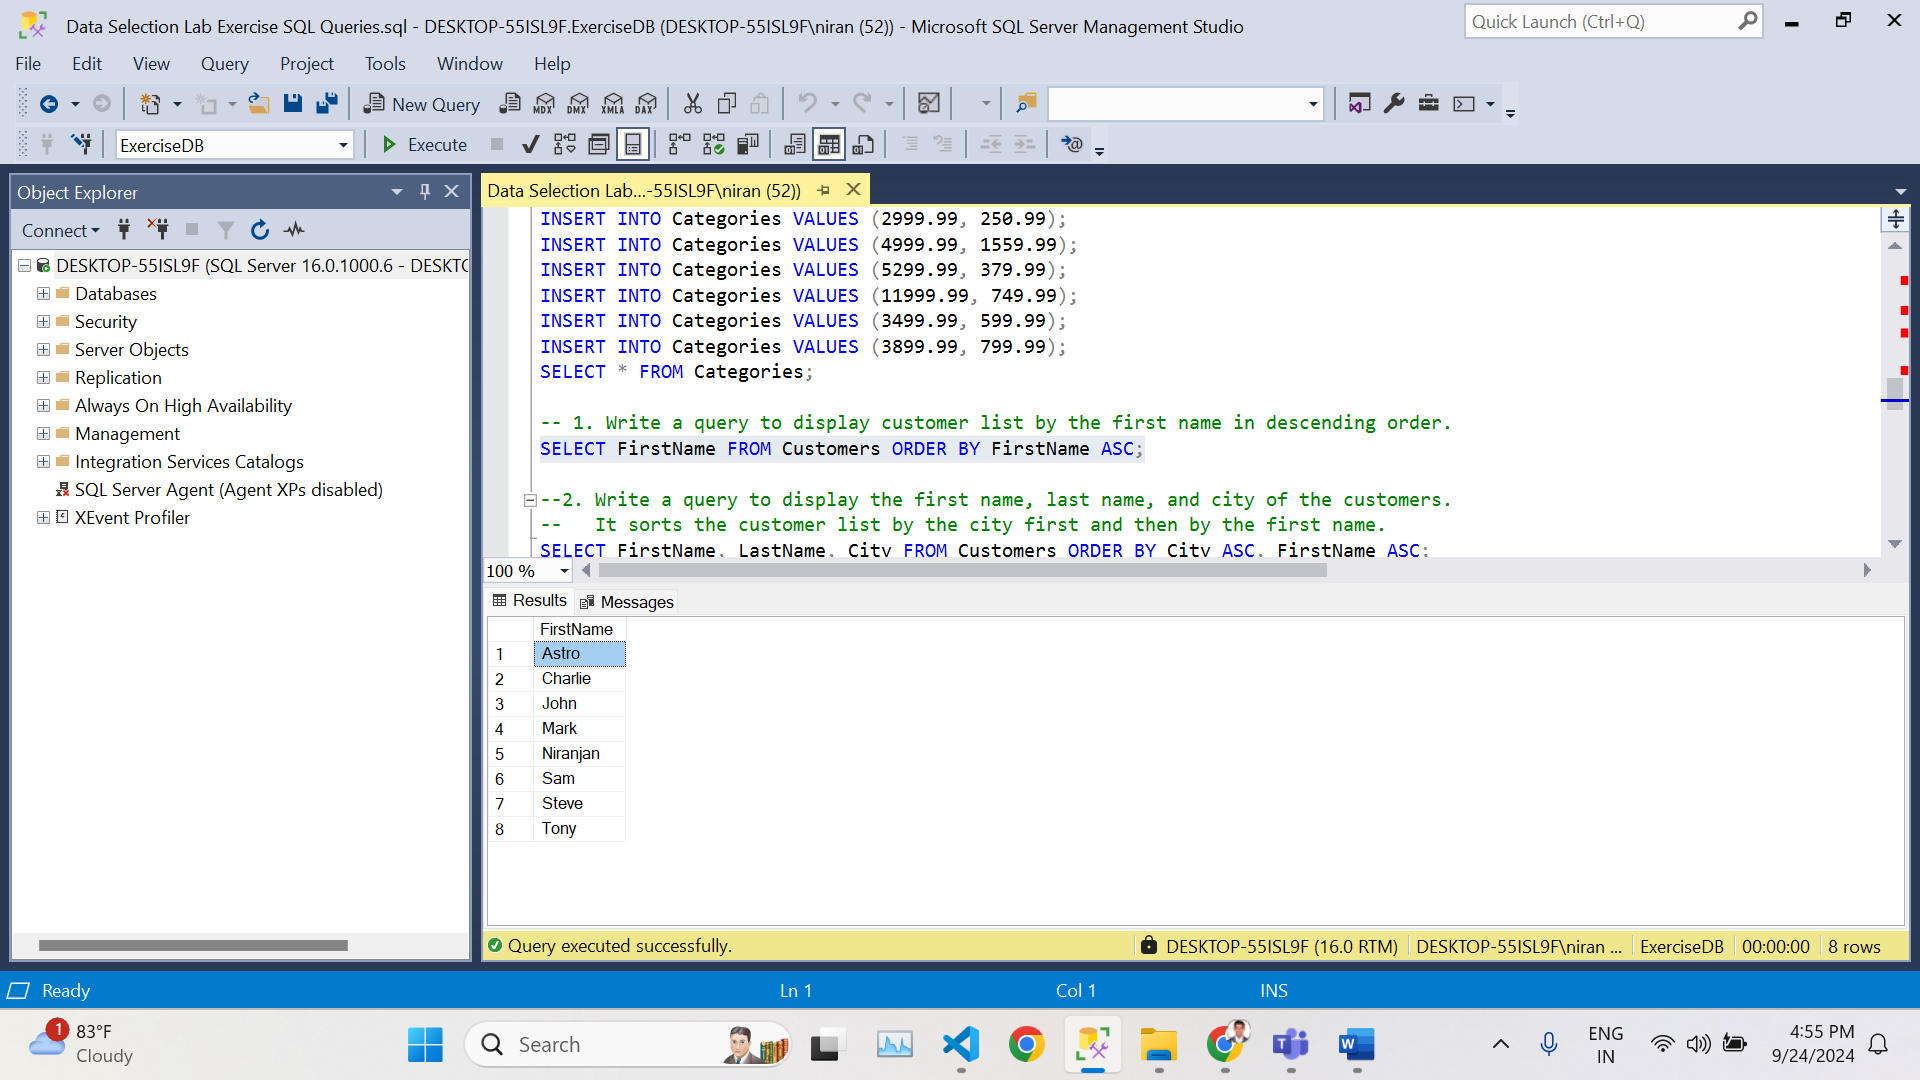 Data Selection Lab Exercise SQL Queries.sql - DESKTOP-55ISL9F.ExerciseDB (DESKTOP-55ISL9F\niran (52)) - Microsoft SQL Server Management Studio
Quick Launch (Ctrl+Q)
File Edit View Query Project Tools Window Help
New Query MDX DMX XMLA DAX
ExerciseDB Execute
Object Explorer
Data Selection Lab...-55ISL9F\niran (52))
Connect
DESKTOP-55ISL9F (SQL Server 16.0.1000.6 - DESKTO
Databases
Security
Server Objects
Replication
Always On High Availability
Management
Integration Services Catalogs
SQL Server Agent (Agent XPs disabled)
XEvent Profiler
INSERT INTO Categories VALUES (2999.99, 250.99);
INSERT INTO Categories VALUES (4999.99, 1559.99);
INSERT INTO Categories VALUES (5299.99, 379.99);
INSERT INTO Categories VALUES (11999.99, 749.99);
INSERT INTO Categories VALUES (3499.99, 599.99);
INSERT INTO Categories VALUES (3899.99, 799.99);
SELECT * FROM Categories;
-- 1. Write a query to display customer list by the first name in descending order.
SELECT FirstName FROM Customers ORDER BY FirstName ASC;
--2. Write a query to display the first name, last name, and city of the customers.
--   It sorts the customer list by the city first and then by the first name.
SELECT FirstName, LastName, City FROM Customers ORDER BY City ASC, FirstName ASC;
100 %
Results Messages
FirstName
1 Astro
2 Charlie
3 John
4 Mark
5 Niranjan
6 Sam
7 Steve
8 Tony
Query executed successfully. DESKTOP-55ISL9F (16.0 RTM) DESKTOP-55ISL9F\niran ... ExerciseDB 00:00:00 8 rows
Ready Ln 1 Col 1 INS
1 83°F
Cloudy
Search
ENG
IN
4:55 PM
9/24/2024